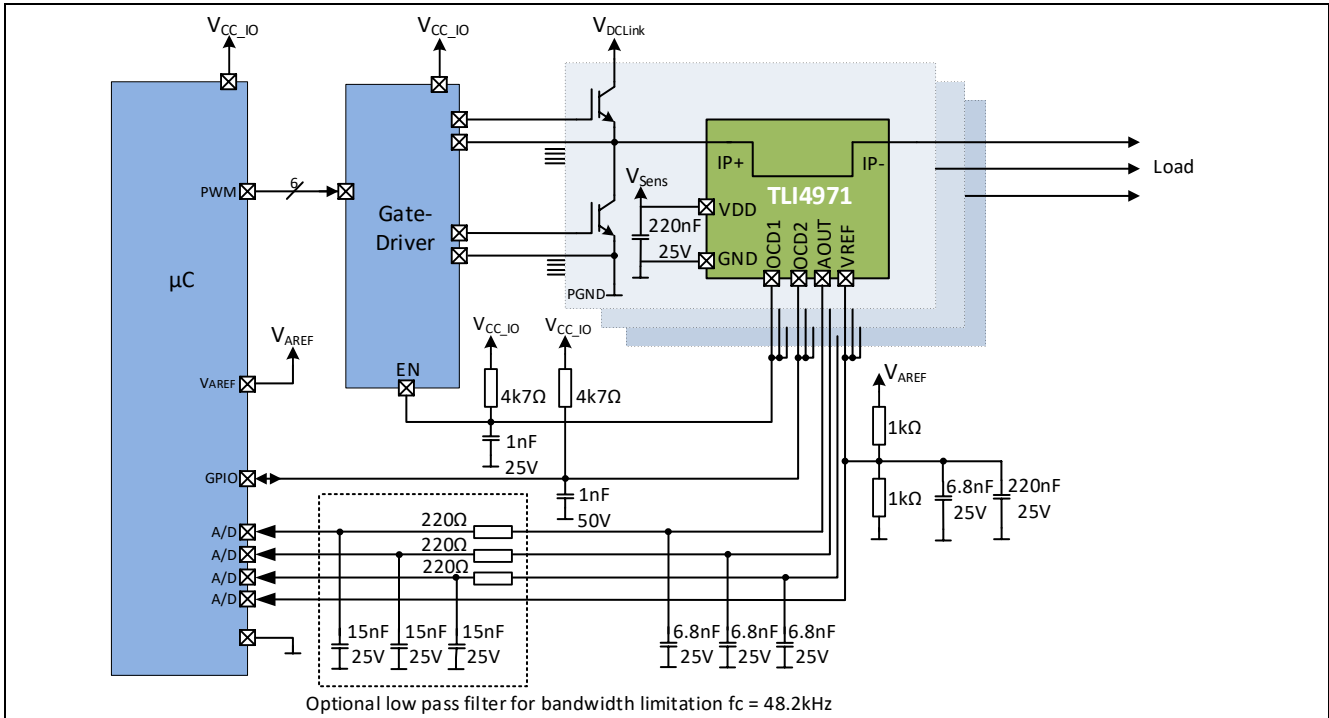 VCC_IO
VCC_IO
VDCLink
IP+
IP-
TLI4971
Load
PWM
6
Gate-
Driver
VSens
VDD
220nF
25V
GND
OCD1
OCD2
AOUT
VREF
µC
PGND
VAREF
VCC_IO
VCC_IO
EN
VAREF
VAREF
4k7Ω
4k7Ω
1kΩ
1nF
25V
GPIO
1kΩ
6.8nF
25V
220nF
25V
1nF
50V
A/D
220Ω
A/D
220Ω
A/D
220Ω
A/D
15nF
25V
15nF
25V
15nF
25V
6.8nF
25V
6.8nF
25V
6.8nF
25V
Optional low pass filter for bandwidth limitation fc = 48.2kHz